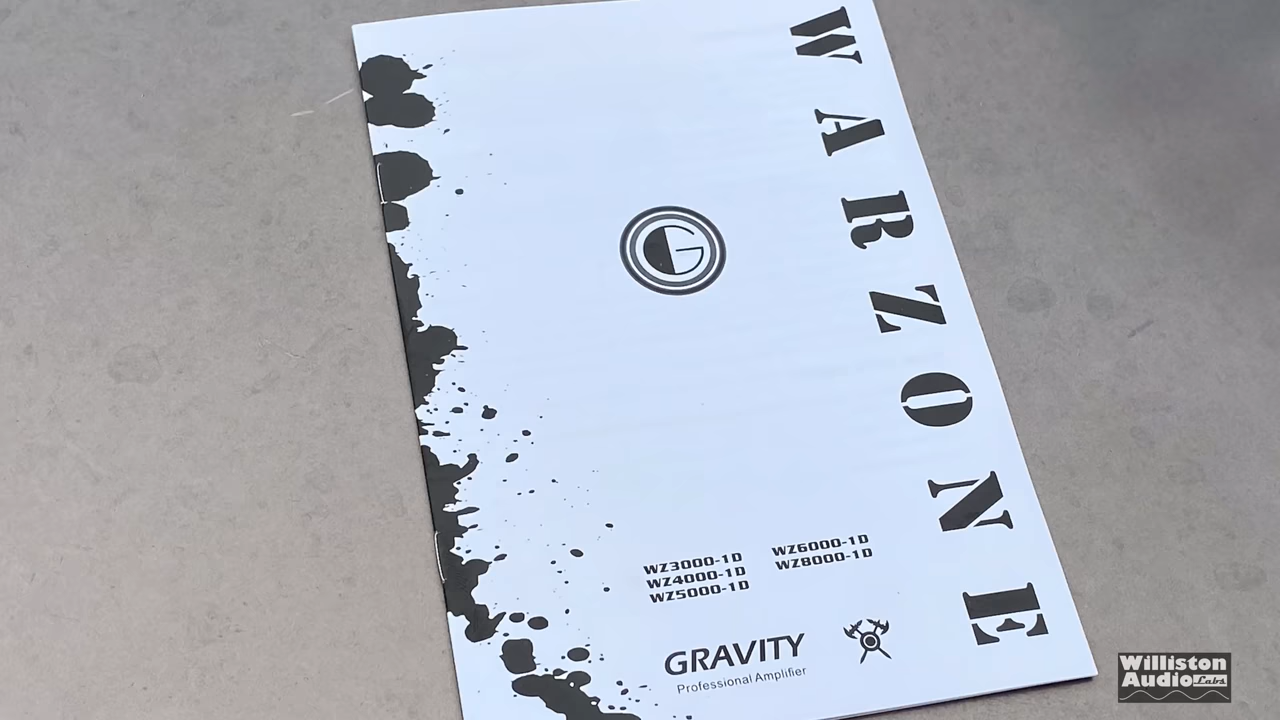 WARZONE
G
WZ3000-1D
WZ4000-1D
WZ5000-1D
WZ6000-1D
WZ8000-1D
GRAVITY
Professional Amplifier
Williston
Audio Labs